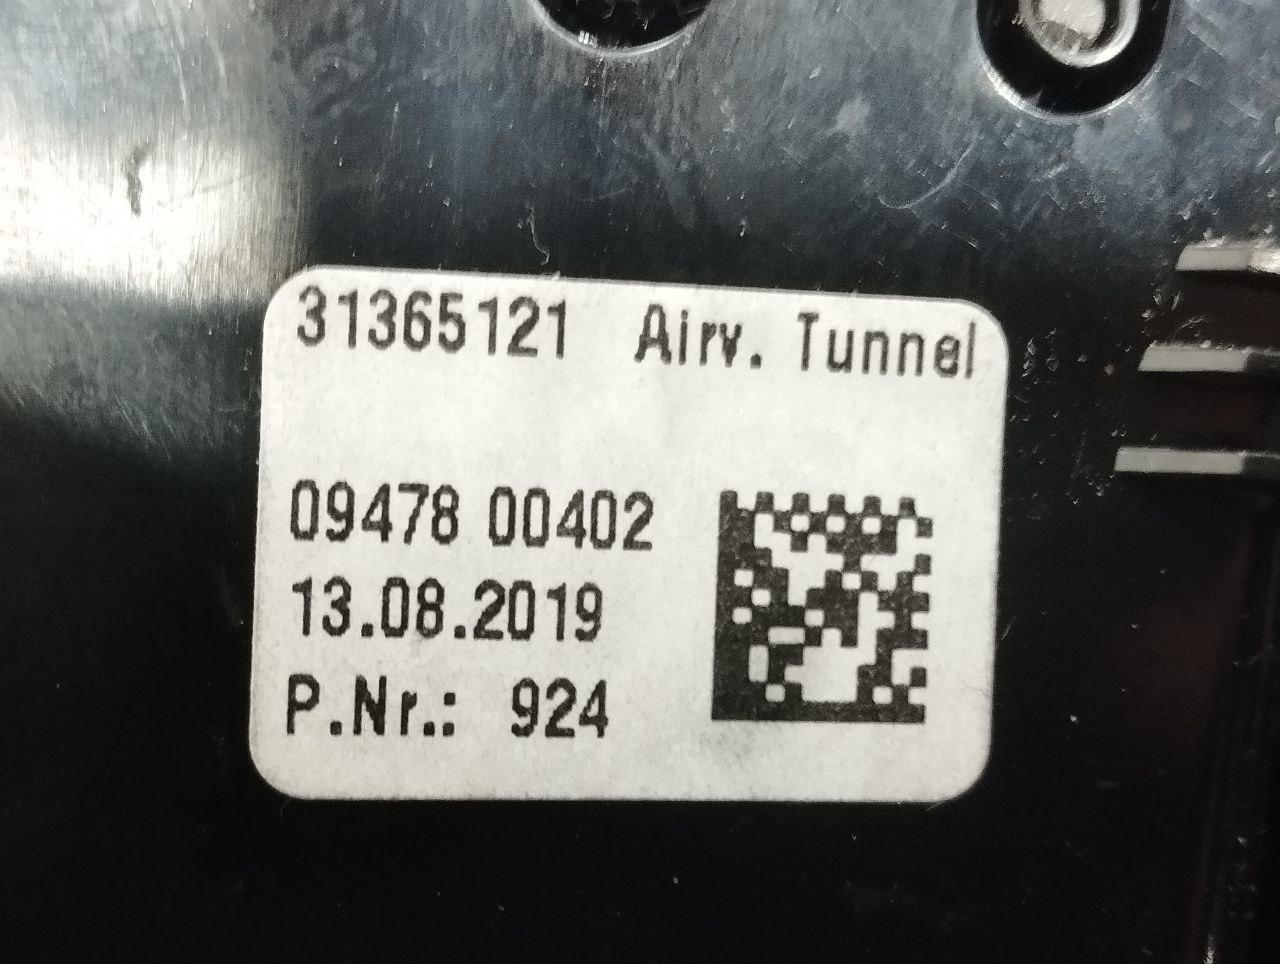 31365121 Airv. Tunnel
09478 00402
13.08.2019
P.Nr.: 924